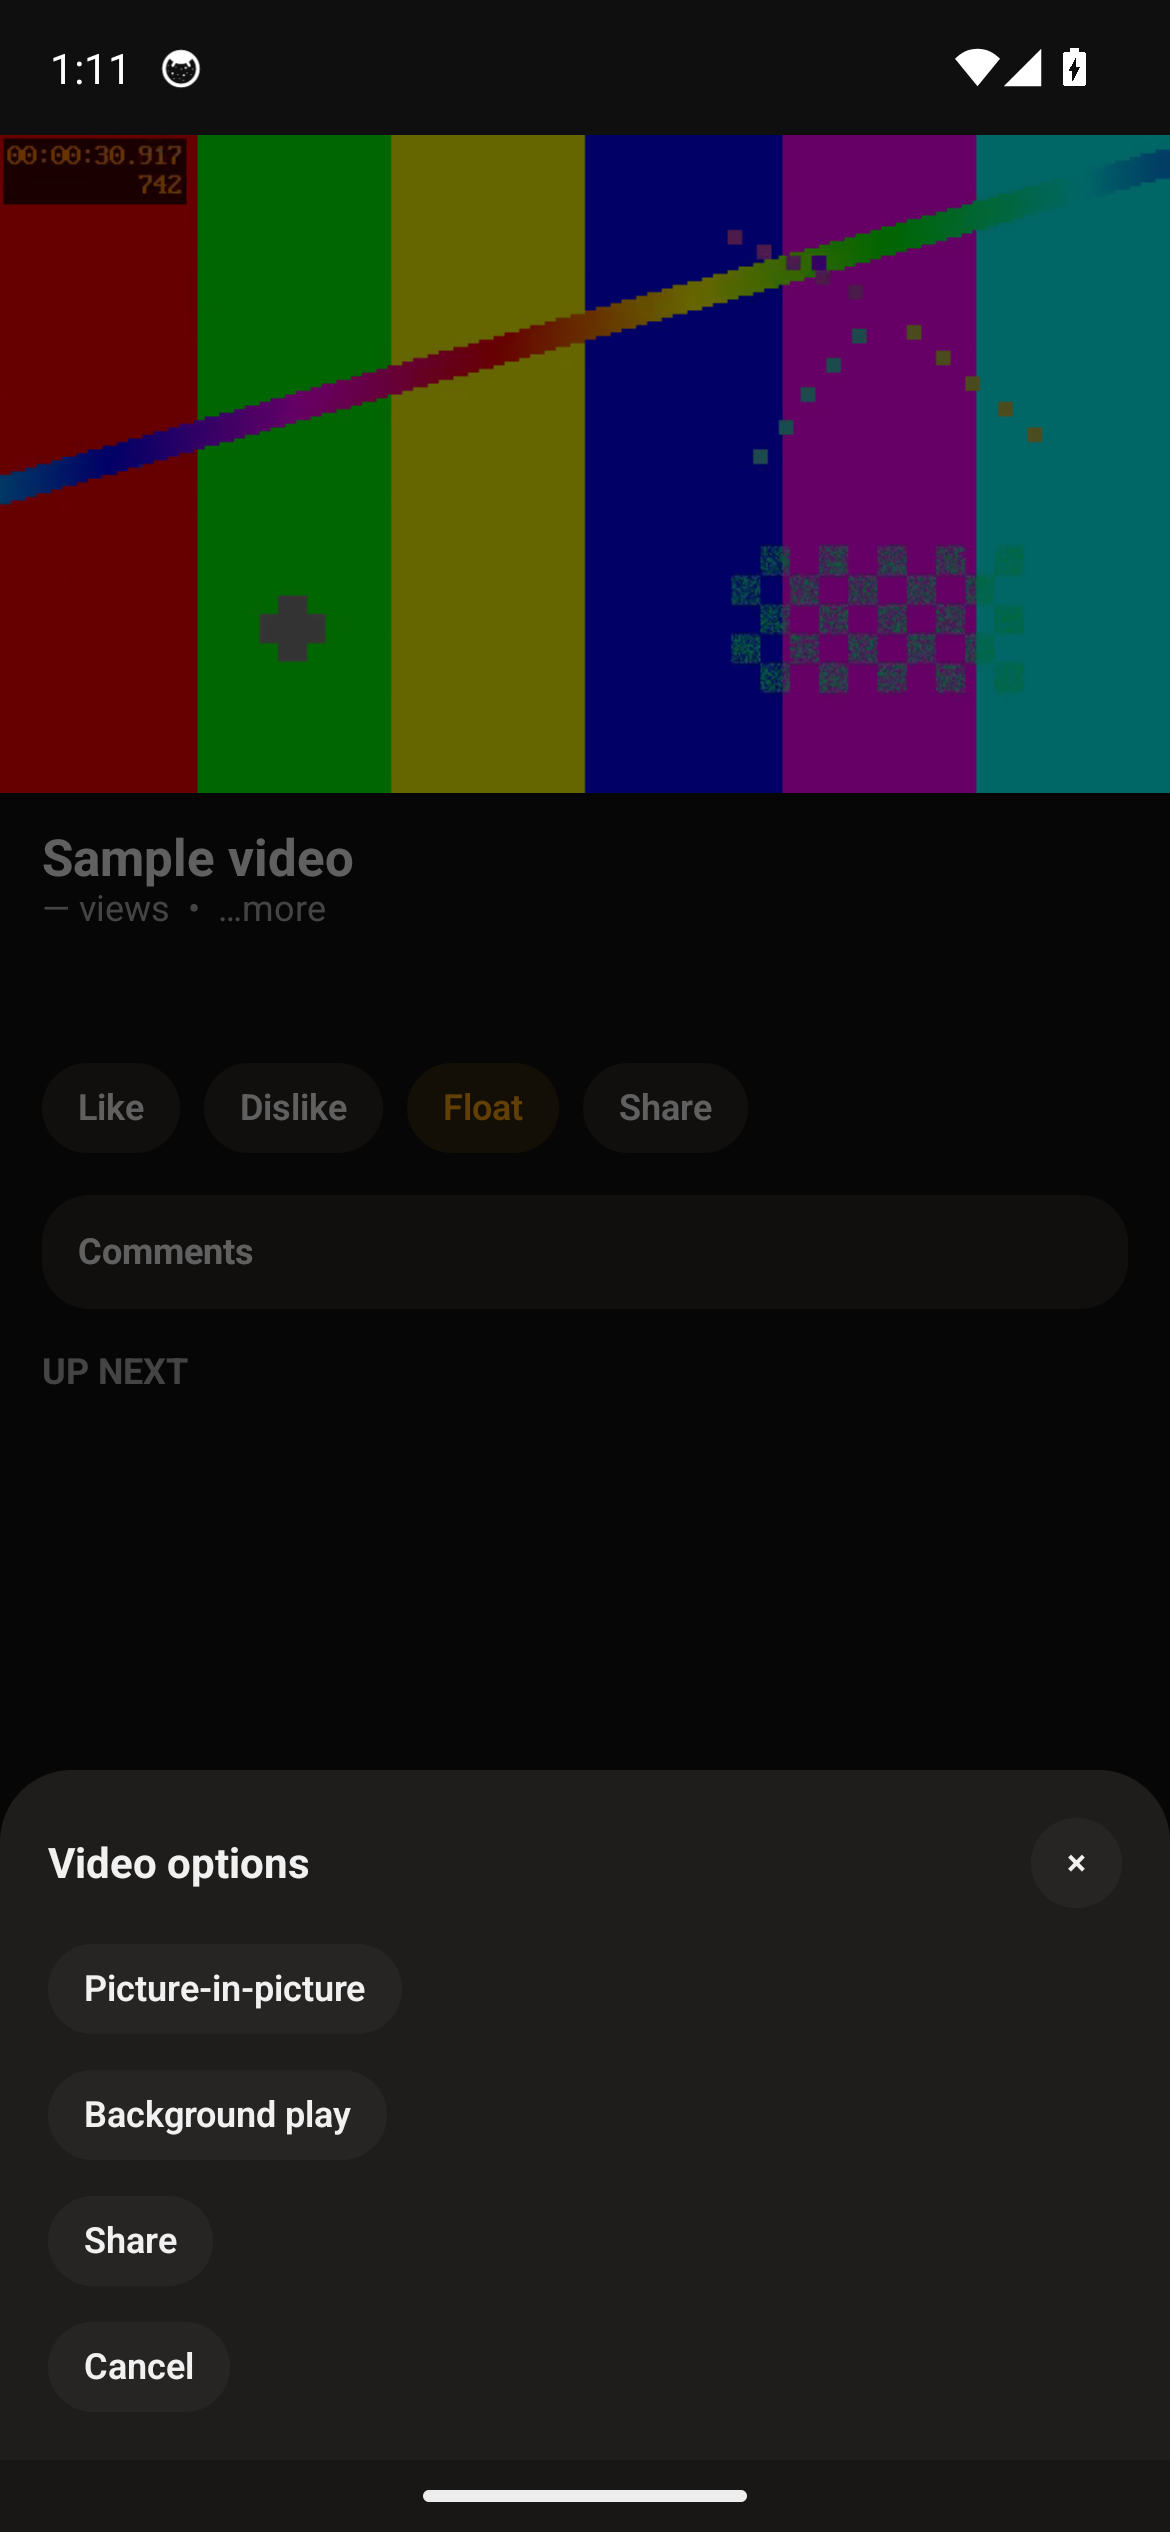 1:11
00:00:30.917
742
Sample video
— views • …more
Like Dislike Float Share
Comments
UP NEXT
Video options
×
Picture-in-picture
Background play
Share
Cancel